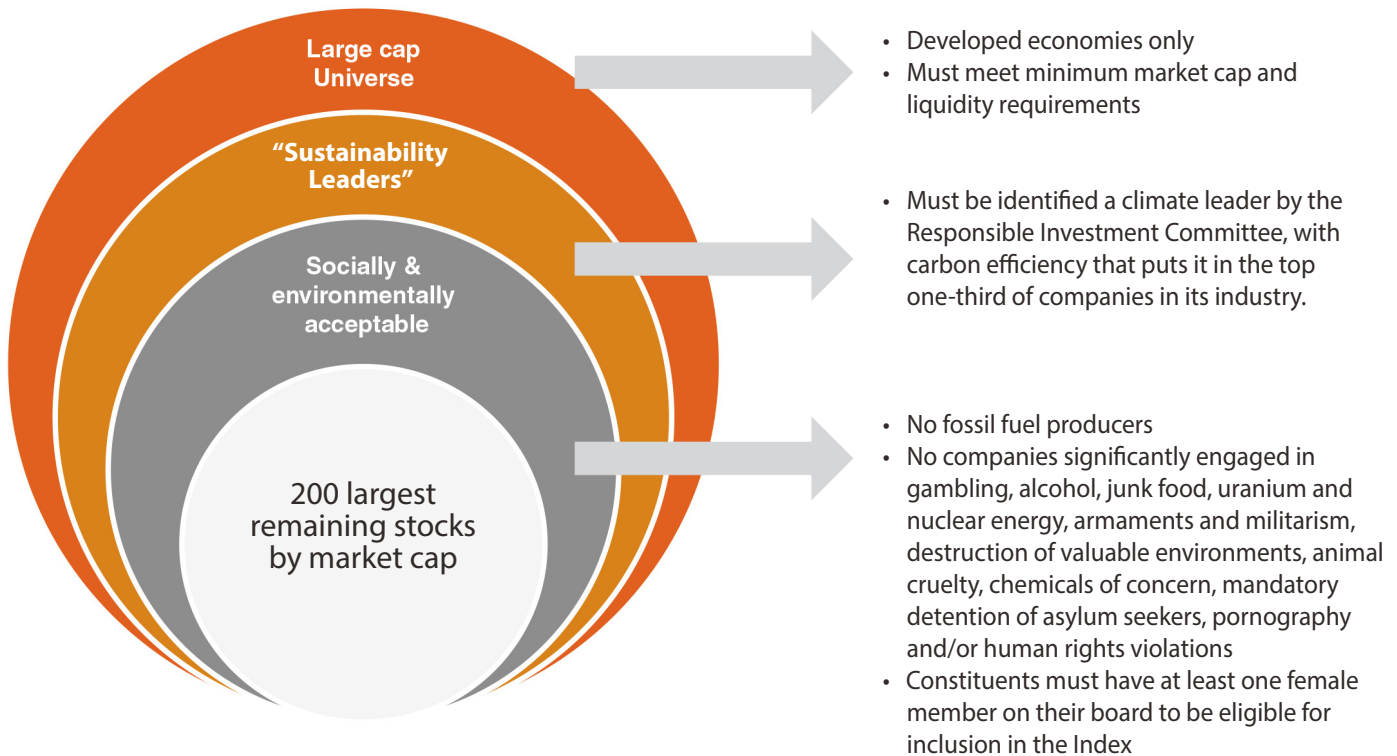 Large cap
Universe
“Sustainability
Leaders”
Socially &
environmentally
acceptable
200 largest
remaining stocks
by market cap
• Developed economies only
• Must meet minimum market cap and
liquidity requirements
• Must be identified a climate leader by the
Responsible Investment Committee, with
carbon efficiency that puts it in the top
one-third of companies in its industry.
• No fossil fuel producers
• No companies significantly engaged in
gambling, alcohol, junk food, uranium and
nuclear energy, armaments and militarism,
destruction of valuable environments, animal
cruelty, chemicals of concern, mandatory
detention of asylum seekers, pornography
and/or human rights violations
• Constituents must have at least one female
member on their board to be eligible for
inclusion in the Index